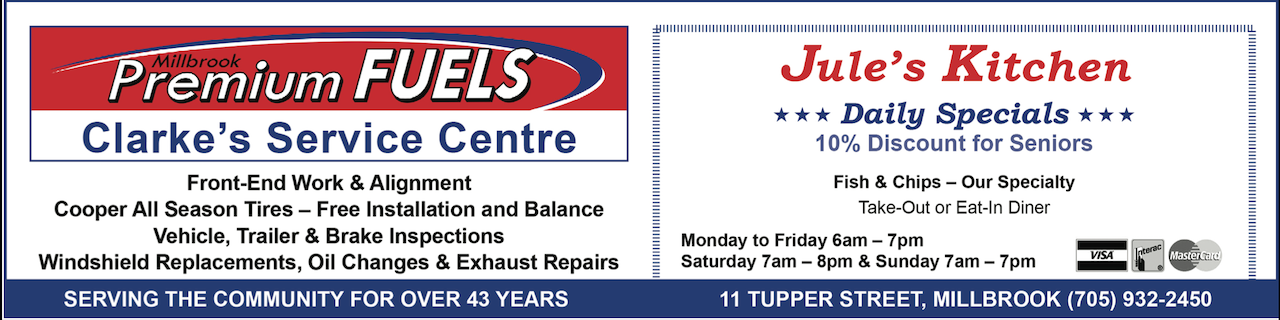 Millbrook
Premium FUELS
Clarke's Service Centre
Front-End Work & Alignment
Cooper All Season Tires – Free Installation and Balance
Vehicle, Trailer & Brake Inspections
Windshield Replacements, Oil Changes & Exhaust Repairs
SERVING THE COMMUNITY FOR OVER 43 YEARS
Jule's Kitchen
★★★ Daily Specials ★★★
10% Discount for Seniors
Fish & Chips – Our Specialty
Take-Out or Eat-In Diner
Monday to Friday 6am – 7pm
Saturday 7am – 8pm & Sunday 7am – 7pm
VISA Interac MasterCard
11 TUPPER STREET, MILLBROOK (705) 932-2450